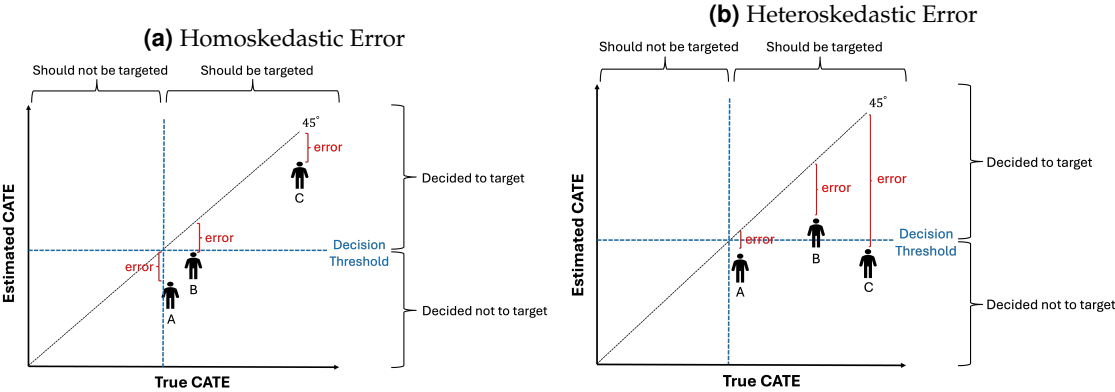 (a) Homoskedastic Error
Should not be targeted
Should be targeted
45°
error
C
Decided to target
Estimated CATE
error
Decision
Threshold
error
B
A
Decided not to target
True CATE
(b) Heteroskedastic Error
Should not be targeted
Should be targeted
45°
Decided to target
error
error
Estimated CATE
error
Decision
Threshold
B
A
C
Decided not to target
True CATE